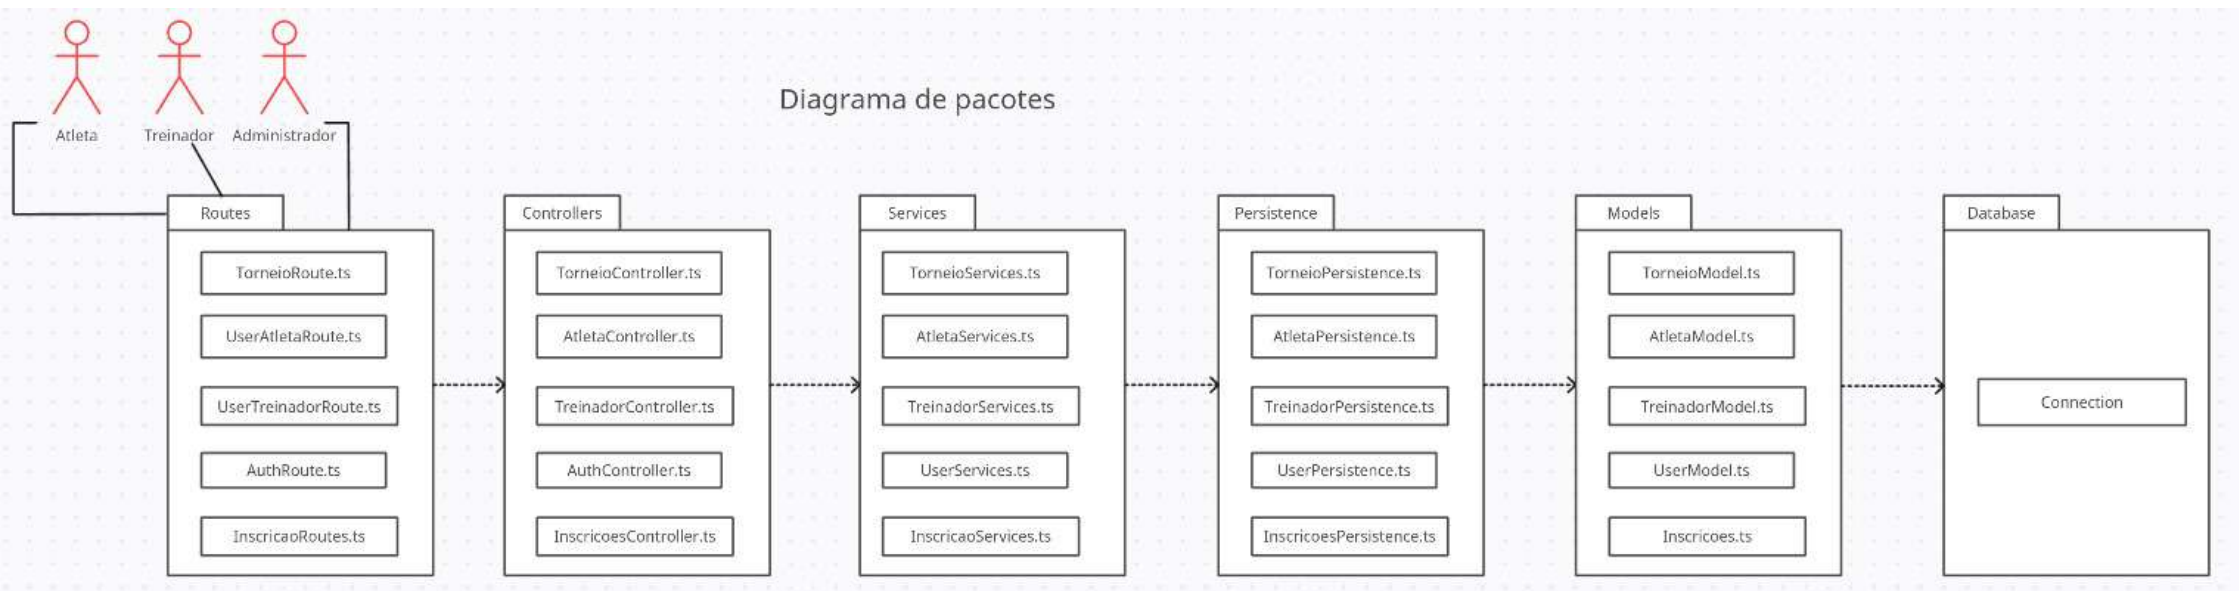 Diagrama de pacotes
Atleta
Treinador
Administrador
Routes
TorneioRoute.ts
UserAtletaRoute.ts
UserTreinadorRoute.ts
AuthRoute.ts
InscricaoRoutes.ts
Controllers
TorneioController.ts
AtletaController.ts
TreinadorController.ts
AuthController.ts
InscricoesController.ts
Services
TorneioServices.ts
AtletaServices.ts
TreinadorServices.ts
UserServices.ts
InscricaoServices.ts
Persistence
TorneioPersistence.ts
AtletaPersistence.ts
TreinadorPersistence.ts
UserPersistence.ts
InscricoesPersistence.ts
Models
TorneioModel.ts
AtletaModel.ts
TreinadorModel.ts
UserModel.ts
Inscricoes.ts
Database
Connection